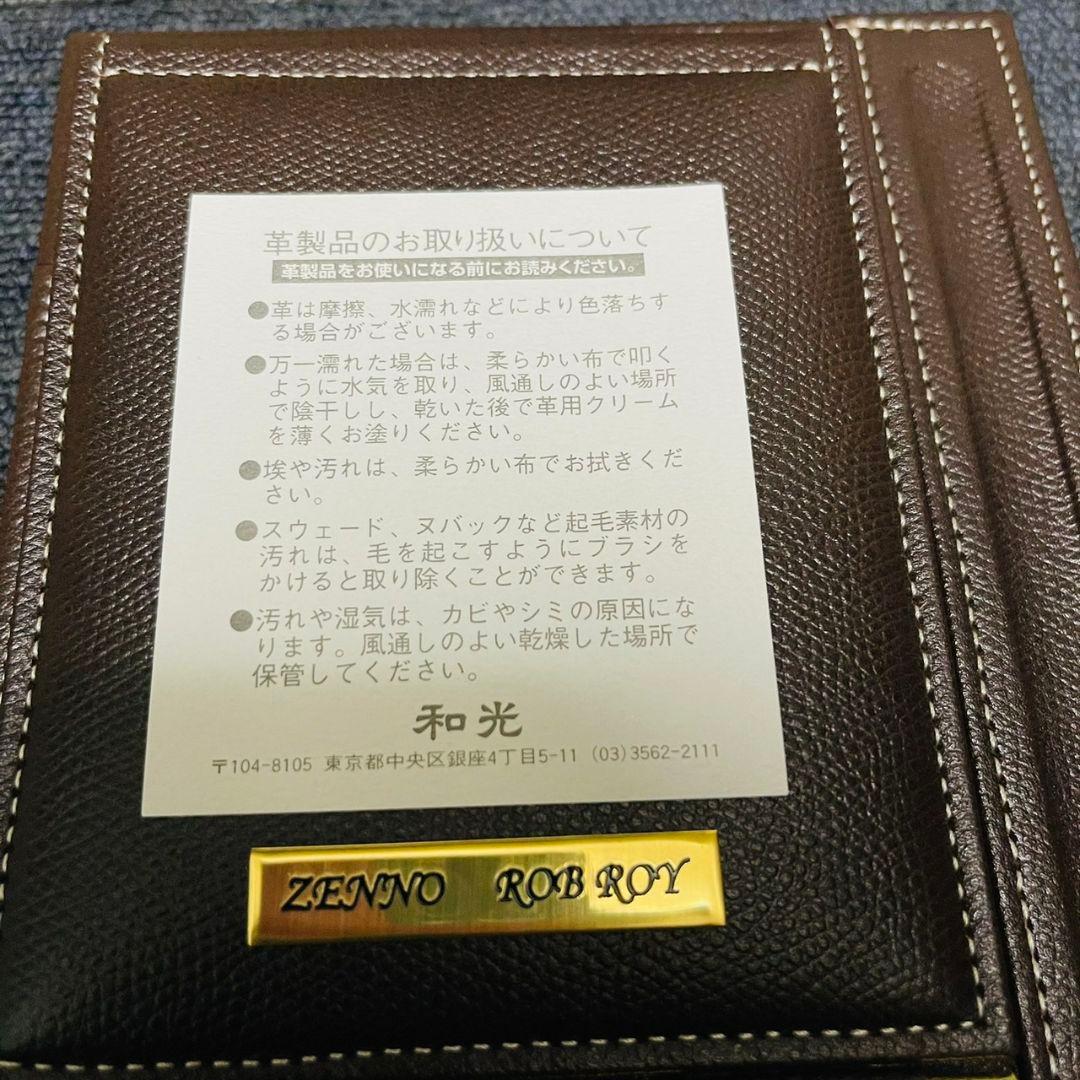 革製品のお取り扱いについて
革製品をお使いになる前にお読みください。
●革は摩擦、水濡れなどにより色落ちす
る場合がございます。
●万一濡れた場合は、柔らかい布で叩く
ように水気を取り、風通しのよい場所
で陰干しし、乾いた後で革用クリーム
を薄くお塗りください。
●埃や汚れは、柔らかい布でお拭きくだ
さい。
●スウェード、ヌバックなど起毛素材の
汚れは、毛を起こすようにブラシを
かけると取り除くことができます。
●汚れや湿気は、カビやシミの原因にな
ります。風通しのよい乾燥した場所で
保管してください。
和光
〒104-8105 東京都中央区銀座4丁目5-11 (03)3562-2111
ZENNO ROB ROY